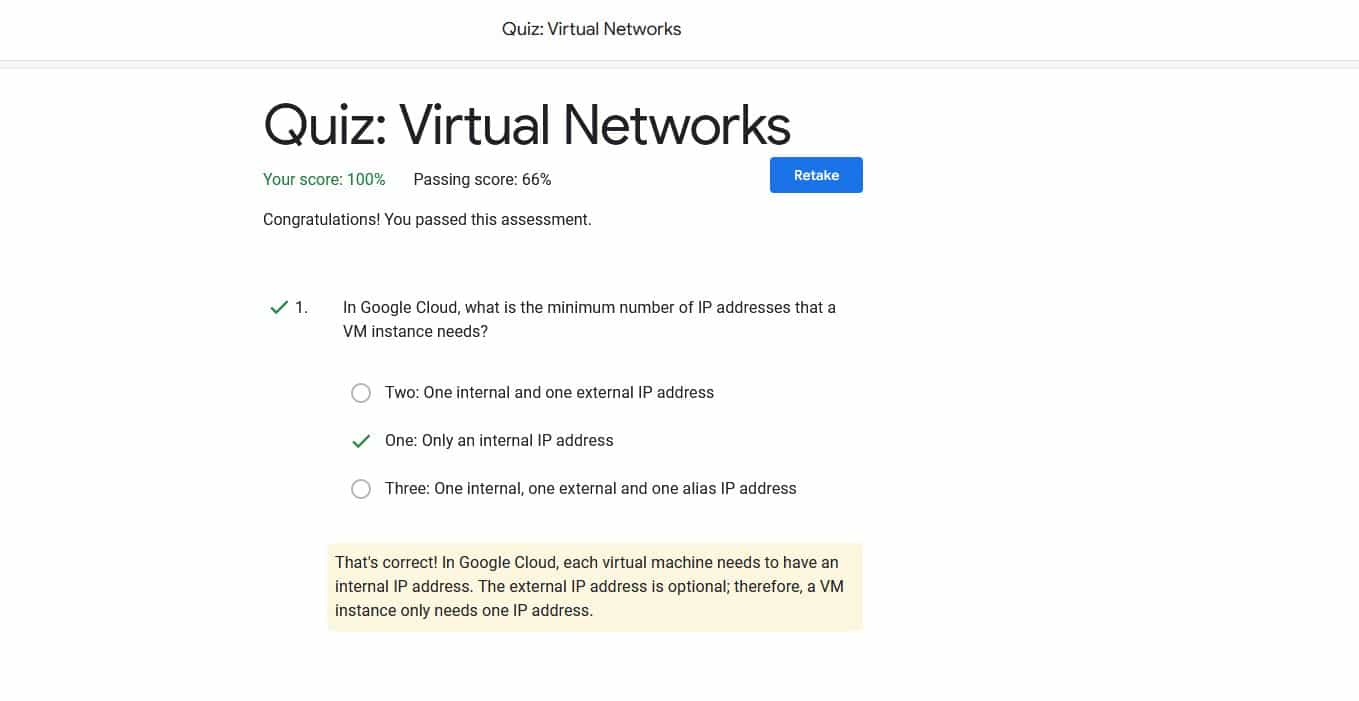 Quiz: Virtual Networks
Quiz: Virtual Networks
Your score: 100% Passing score: 66%
Retake
Congratulations! You passed this assessment.
1. In Google Cloud, what is the minimum number of IP addresses that a
VM instance needs?
Two: One internal and one external IP address
One: Only an internal IP address
Three: One internal, one external and one alias IP address
That's correct! In Google Cloud, each virtual machine needs to have an
internal IP address. The external IP address is optional; therefore, a VM
instance only needs one IP address.